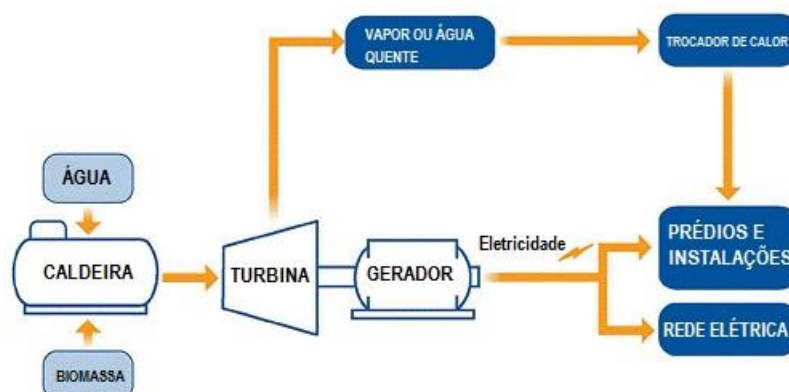 VAPOR OU ÁGUA
QUENTE
TROCADOR DE CALOR
ÁGUA
CALDEIRA
TURBINA
GERADOR
Eletricidade
PRÉDIOS E
INSTALAÇÕES
REDE ELÉTRICA
BIOMASSA